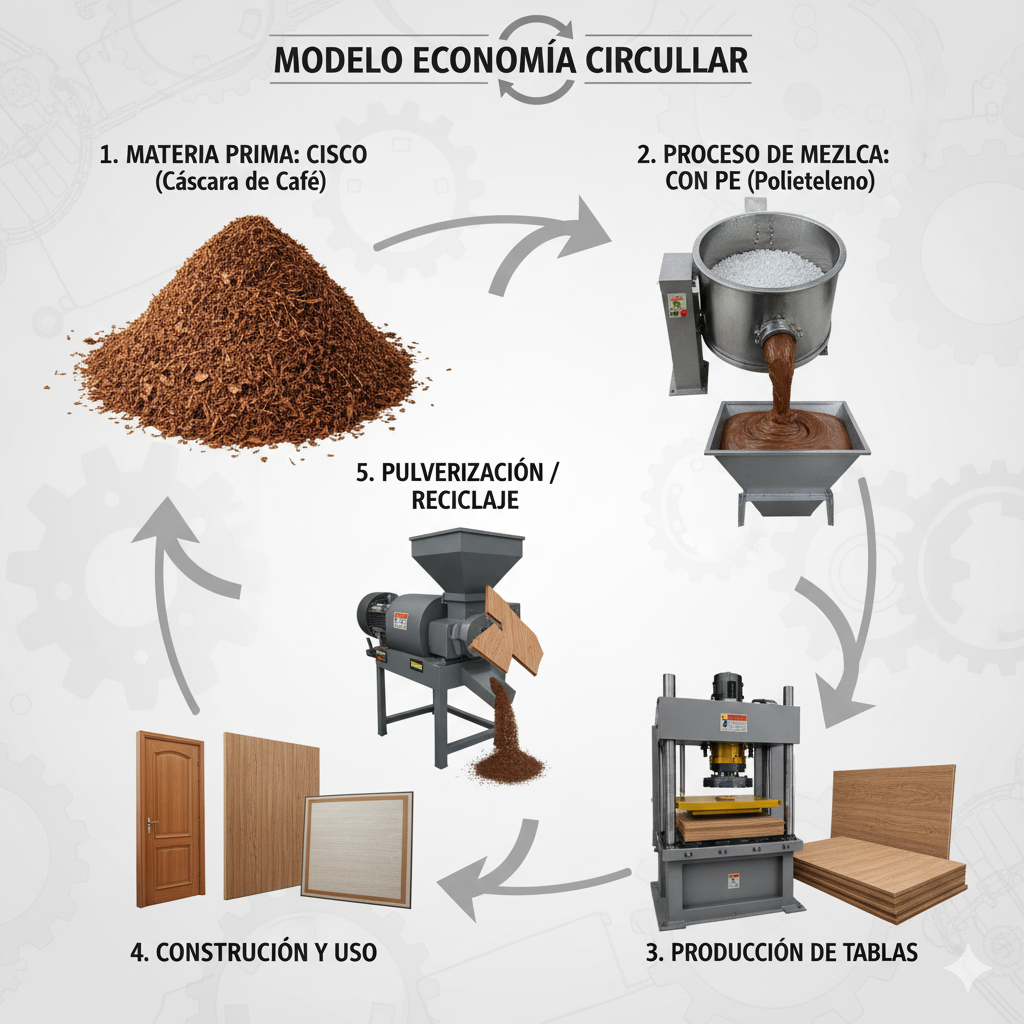 MODELO ECONOMÍA CIRCULLAR
1. MATERIA PRIMA: CISCO
(Cáscara de Café)
2. PROCESO DE MEZLCA:
CON PE (Polieteleno)
5. PULVERIZACIÓN /
RECICLAJE
4. CONSTRUCIÓN Y USO
3. PRODUCCIÓN DE TABLAS